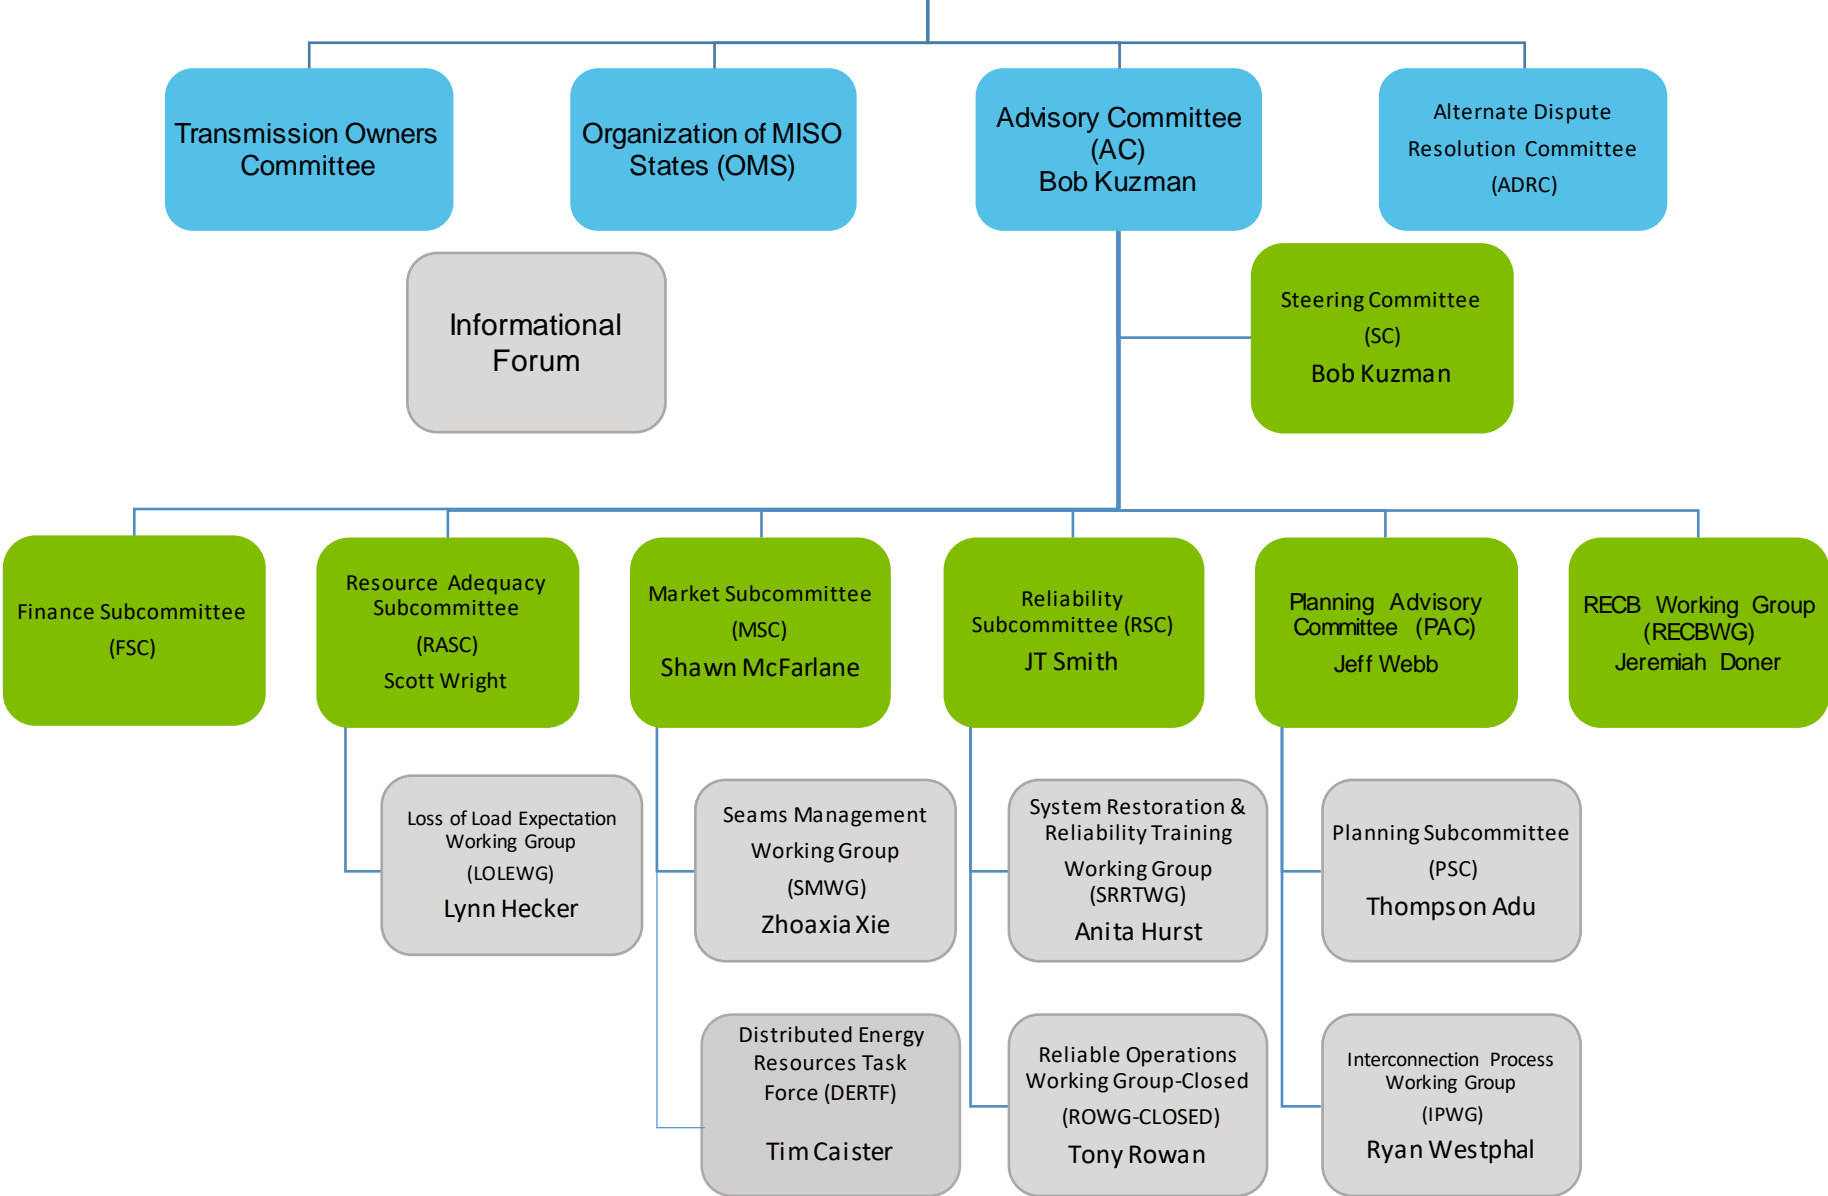 Transmission Owners
Committee
Organization of MISO
States (OMS)
Advisory Committee
(AC)
Bob Kuzman
Alternate Dispute
Resolution Committee
(ADRC)
Informational
Forum
Steering Committee
(SC)
Bob Kuzman
Finance Subcommittee
(FSC)
Resource Adequacy
Subcommittee
(RASC)
Scott Wright
Market Subcommittee
(MSC)
Shawn McFarlane
Reliability
Subcommittee (RSC)
JT Smith
Planning Advisory
Committee (PAC)
Jeff Webb
RECB Working Group
(RECBWG)
Jeremiah Doner
Loss of Load Expectation
Working Group
(LOLEWG)
Lynn Hecker
Seams Management
Working Group
(SMWG)
Zhoaxia Xie
System Restoration &
Reliability Training
Working Group
(SRRTWG)
Anita Hurst
Planning Subcommittee
(PSC)
Thompson Adu
Distributed Energy
Resources Task
Force (DERTF)
Tim Caister
Reliable Operations
Working Group-Closed
(ROWG-CLOSED)
Tony Rowan
Interconnection Process
Working Group
(IPWG)
Ryan Westphal